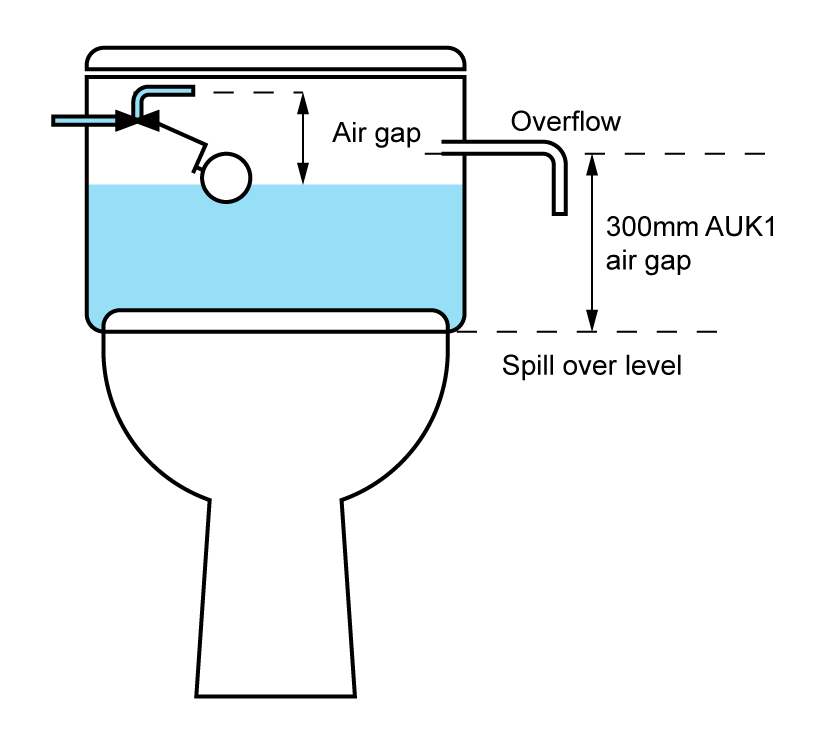 Overflow
Air gap
300mm AUK1
air gap
Spill over level